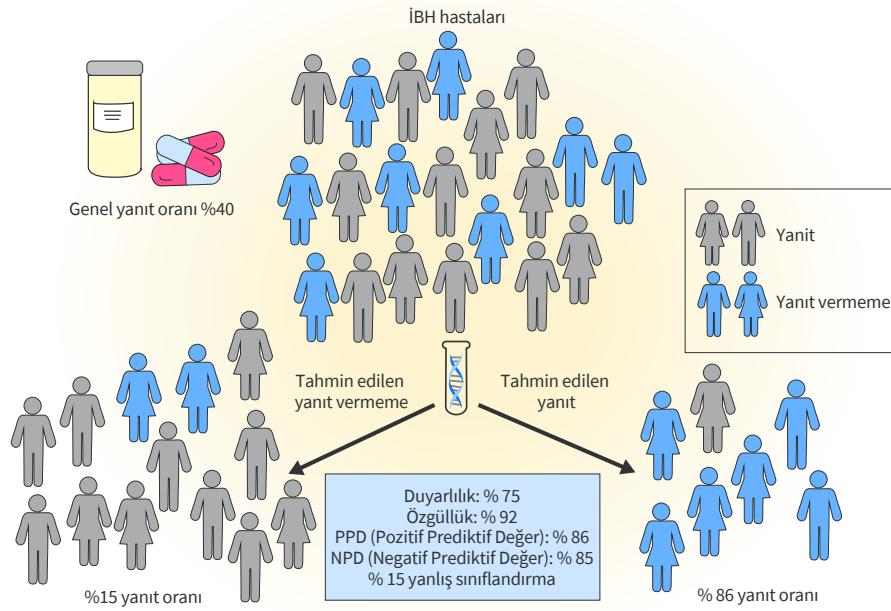 İBH hastaları
Genel yanıt oranı %40
Yanit
Yanıt vermeme
Tahmin edilen
yanıt vermeme
Tahmin edilen
yanıt
Duyarlılık: % 75
Özgüllük: % 92
PPD (Pozitif Prediktif Değer): % 86
NPD (Negatif Prediktif Değer): % 85
% 15 yanlış sınıflandırma
%15 yanıt oranı
% 86 yanıt oranı